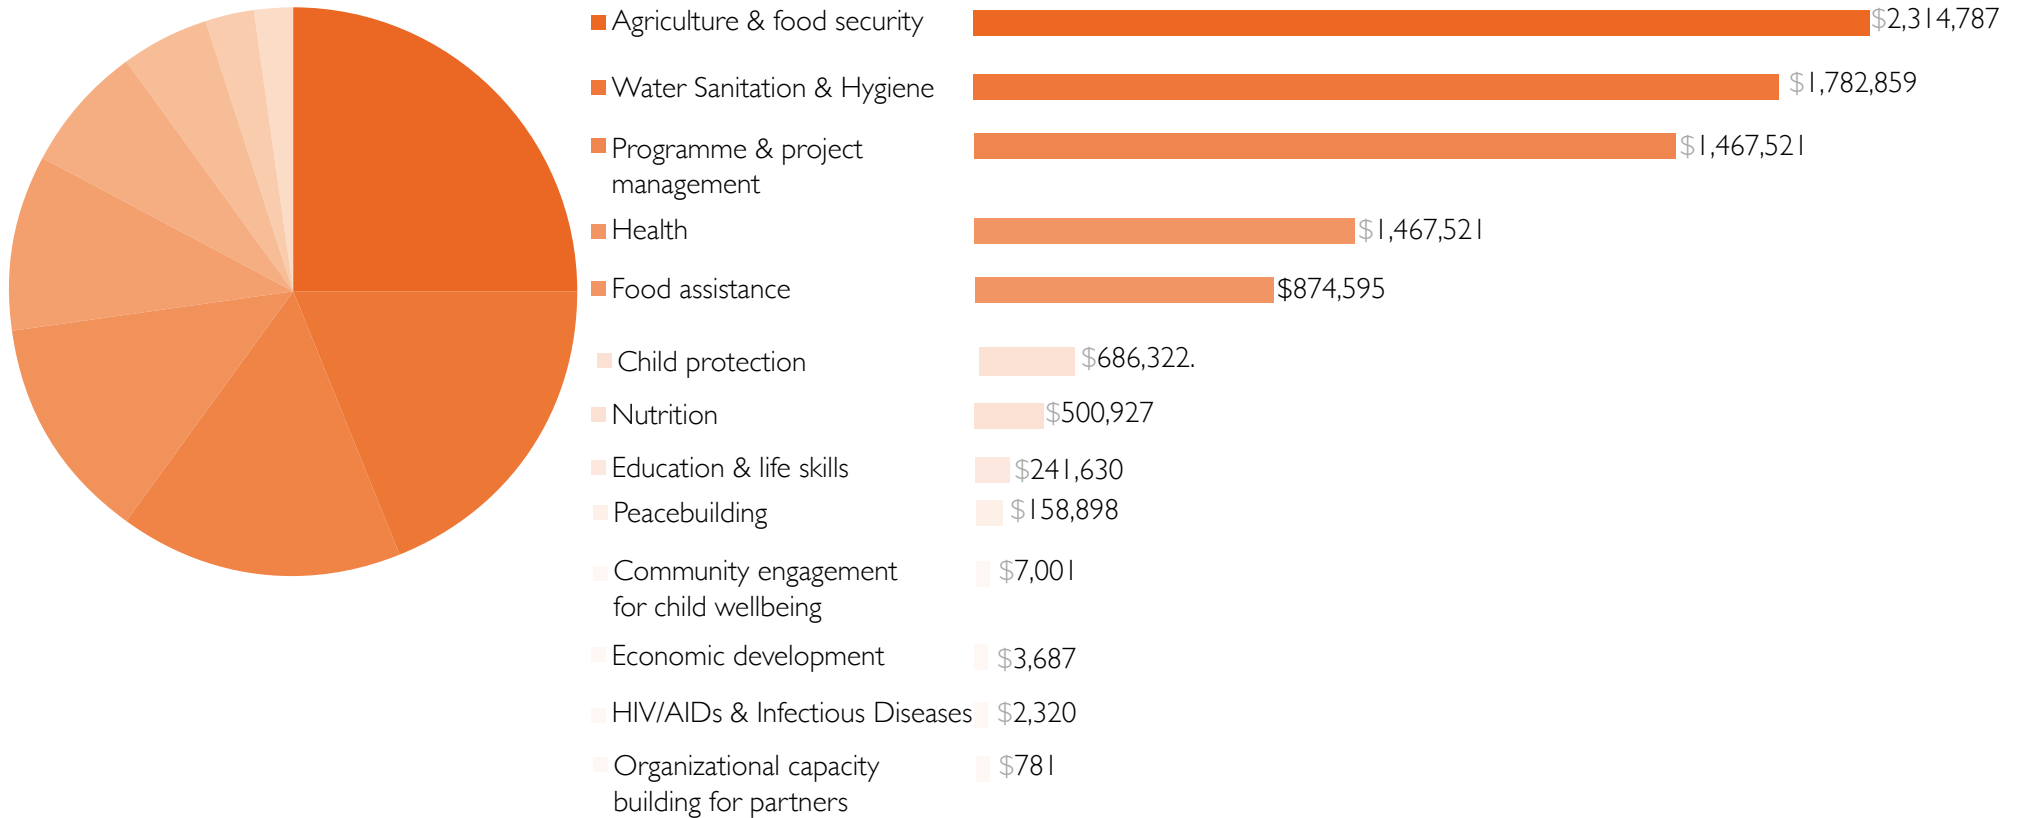 Agriculture & food security $2,314,787
Water Sanitation & Hygiene $1,782,859
Programme & project $1,467,521
management
Health $1,467,521
Food assistance $874,595
Child protection $686,322.
Nutrition $500,927
Education & life skills $241,630
Peacebuilding $158,898
Community engagement $7,001
for child wellbeing
Economic development $3,687
HIV/AIDs & Infectious Diseases $2,320
Organizational capacity $781
building for partners